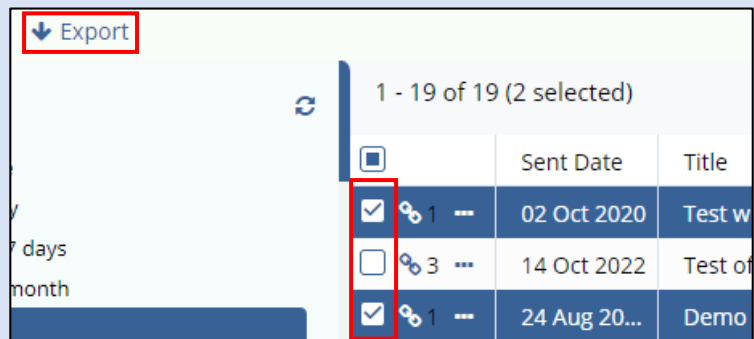 Export
1 - 19 of 19 (2 selected)
Sent Date Title
1 ... 02 Oct 2020 Test w
y
3 ... 14 Oct 2022 Test of
7 days
month
1 ... 24 Aug 20... Demo